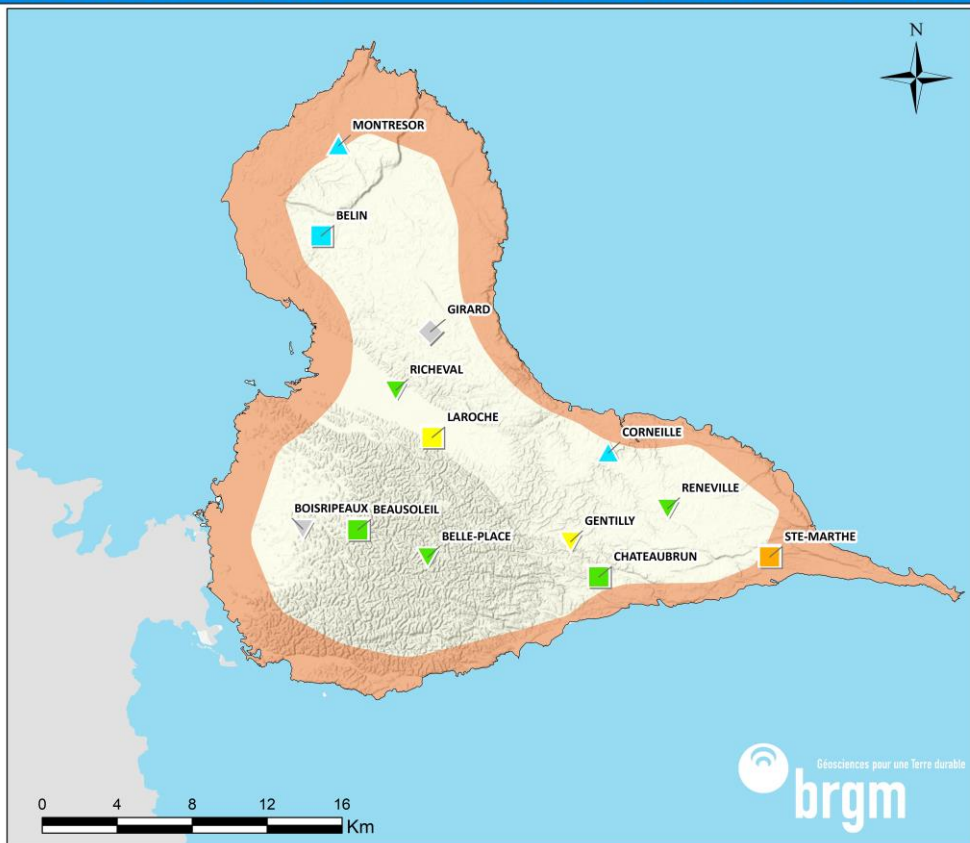 N
MONTRESOR
BELIN
GIRARD
RICHEVAL
LAROCHE
CORNEILLE
RENEVILLE
BOISRIPEAUX
BEAUSOLEIL
GENTILLY
BELLE-PLACE
STE-MARTHE
CHATEAUBRUN
Géosciences pour une Terre durable
brgm
0 4 8 12 16
Km